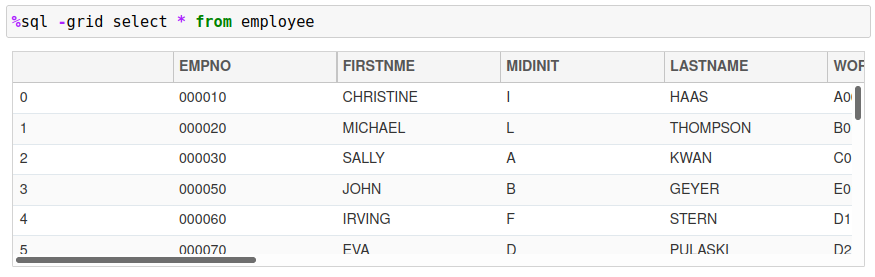 %sql -grid select * from employee
EMPNO FIRSTNME MIDINIT LASTNAME
0 000010 CHRISTINE I HAAS
1 000020 MICHAEL L THOMPSON B0
2 000030 SALLY A KWAN C0
3 000050 JOHN B GEYER E0
4 000060 IRVING F STERN D1
5 000070 EVA D PULASKI D2